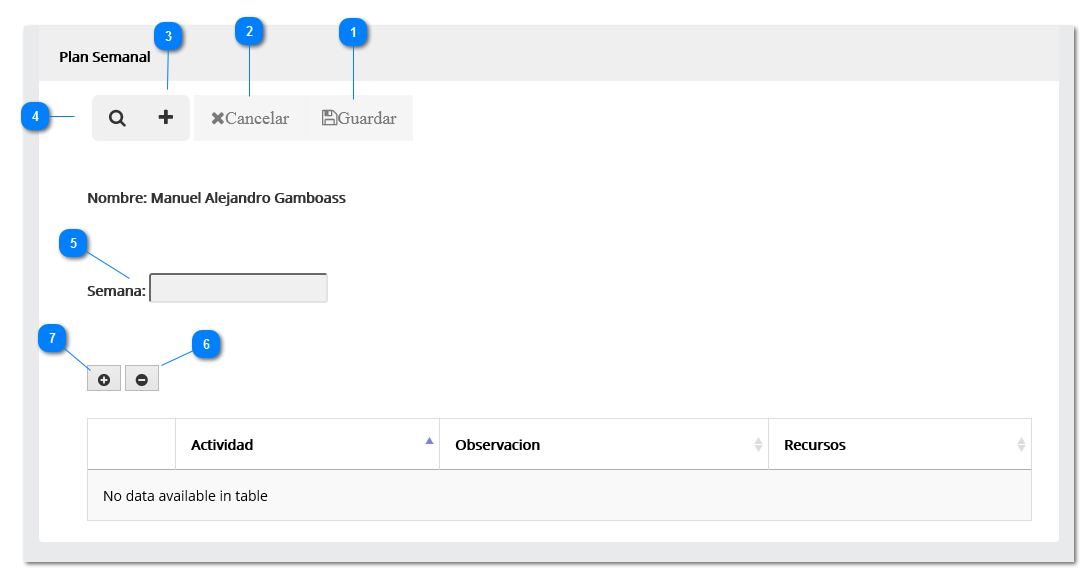 3 2 1
Plan Semanal
4
Cancelar Guardar
Nombre: Manuel Alejandro Gamboass
5
Semana:
7 6
Actividad Observacion Recursos
No data available in table